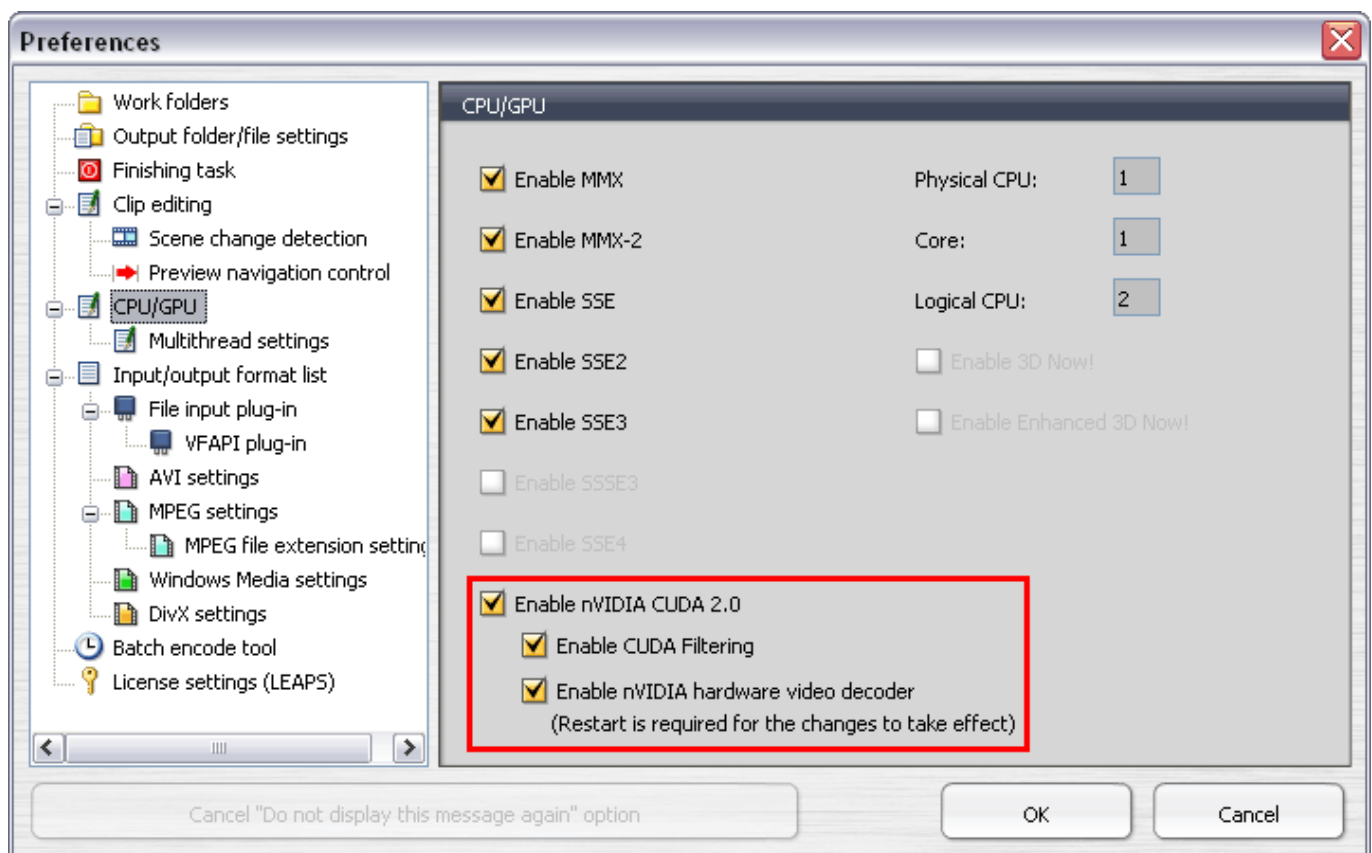 Preferences
Work folders
Output folder/file settings
Finishing task
Clip editing
Scene change detection
Preview navigation control
CPU/GPU
Multithread settings
Input/output format list
File input plug-in
VFAPI plug-in
AVI settings
MPEG settings
MPEG file extension setting
Windows Media settings
DivX settings
Batch encode tool
License settings (LEAPS)
CPU/GPU
Enable MMX
Physical CPU: 1
Enable MMX-2
Core: 1
Enable SSE
Logical CPU: 2
Enable SSE2
Enable 3D Now!
Enable SSE3
Enable Enhanced 3D Now!
Enable SSSE3
Enable SSE4
Enable nVIDIA CUDA 2.0
Enable CUDA Filtering
Enable nVIDIA hardware video decoder
(Restart is required for the changes to take effect)
Cancel "Do not display this message again" option
OK
Cancel